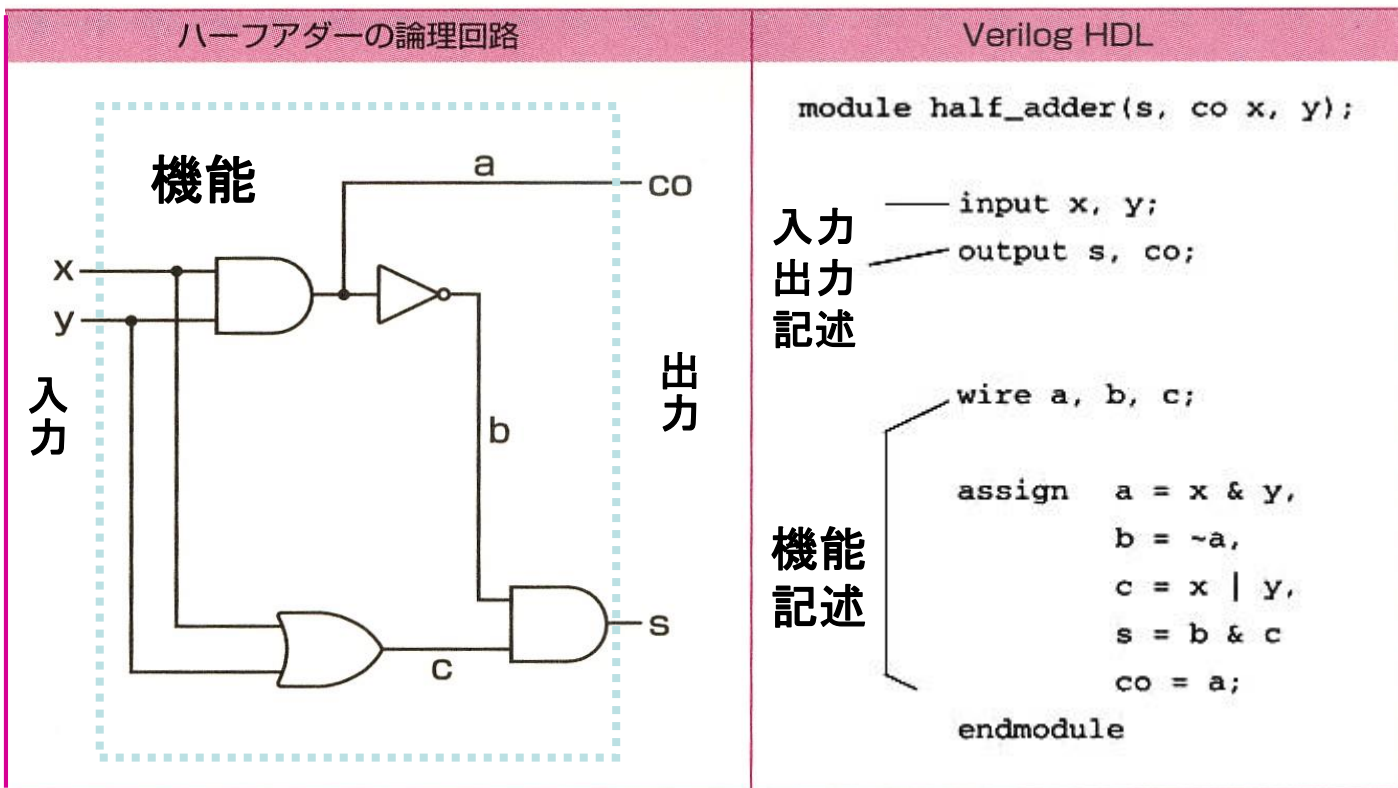 ハーフアダーの論理回路
Verilog HDL
機能
a
co
x
y
入力
出力
b
c
s
module half_adder(s, co x, y);
入力
出力
記述
input x, y;
output s, co;
機能
記述
wire a, b, c;
assign a = x & y,
b = ~a,
c = x | y,
s = b & c
co = a;
endmodule